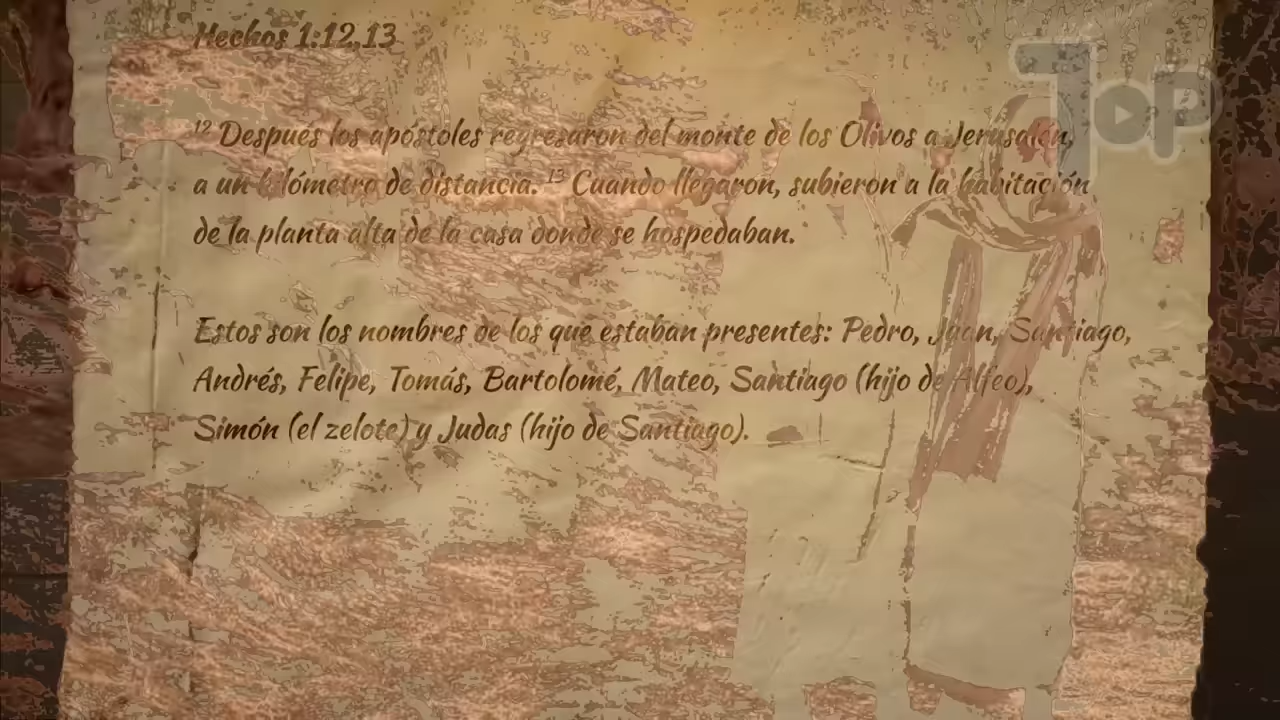 Hechos 1:12,13
TOP
¹² Después los apóstoles regresaron del monte de los Olivos a Jerusalén,
a un kilómetro de distancia. ¹³ Cuando llegaron, subieron a la habitación
de la planta alta de la casa donde se hospedaban.
Estos son los nombres de los que estaban presentes: Pedro, Juan, Santiago,
Andrés, Felipe, Tomás, Bartolomé, Mateo, Santiago (hijo de Alfeo),
Simón (el zelote) y Judas (hijo de Santiago).